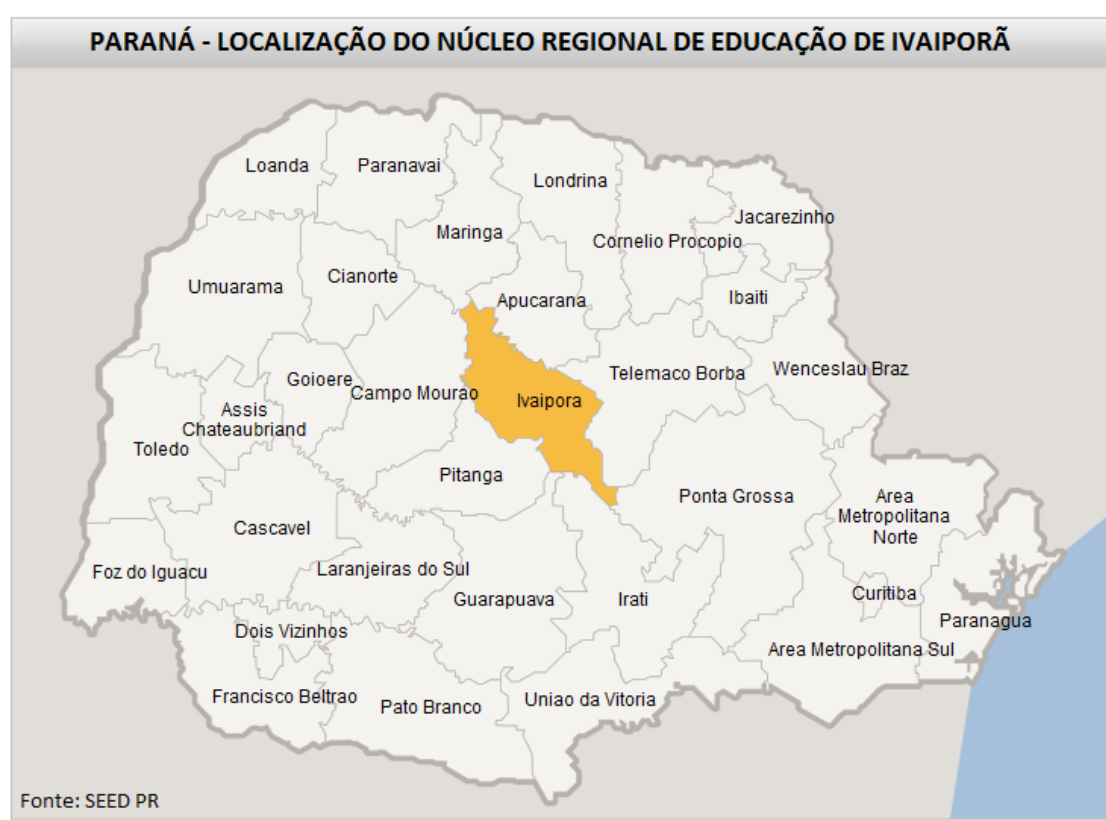 PARANÁ - LOCALIZAÇÃO DO NÚCLEO REGIONAL DE EDUCAÇÃO DE IVAIPORÃ
Loanda
Paranavai
Londrina
Jacarezinho
Maringa
Cornelio Procopio
Umuarama
Cianorte
Apucarana
Ibaiti
Goioere
Campo Mourao
Ivaipora
Telemaco Borba
Wenceslau Braz
Assis
Chateaubriand
Toledo
Pitanga
Ponta Grossa
Area
Metropolitana
Norte
Cascavel
Foz do Iguacu
Laranjeiras do Sul
Guarapuava
Irati
Curitiba
Paranagua
Dois Vizinhos
Area Metropolitana Sul
Francisco Beltrao
Pato Branco
Uniao da Vitoria
Fonte: SEED PR